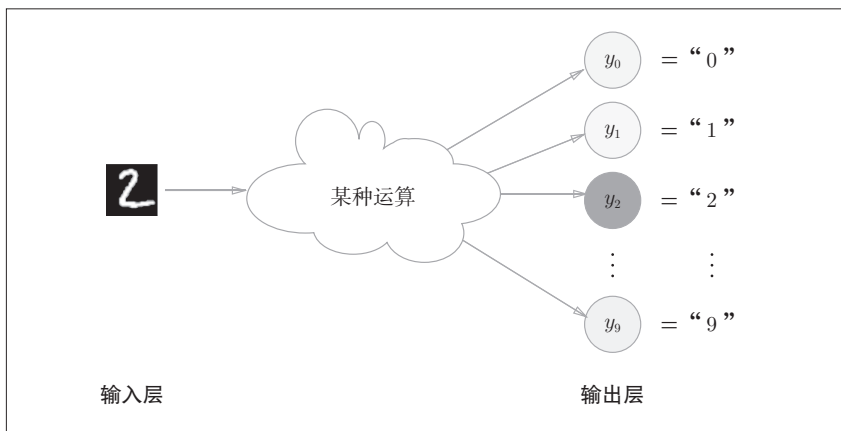 y₀ = “0”
y₁ = “1”
2 某种运算 y₂ = “2”
⋮ ⋮
y₉ = “9”
输入层 输出层